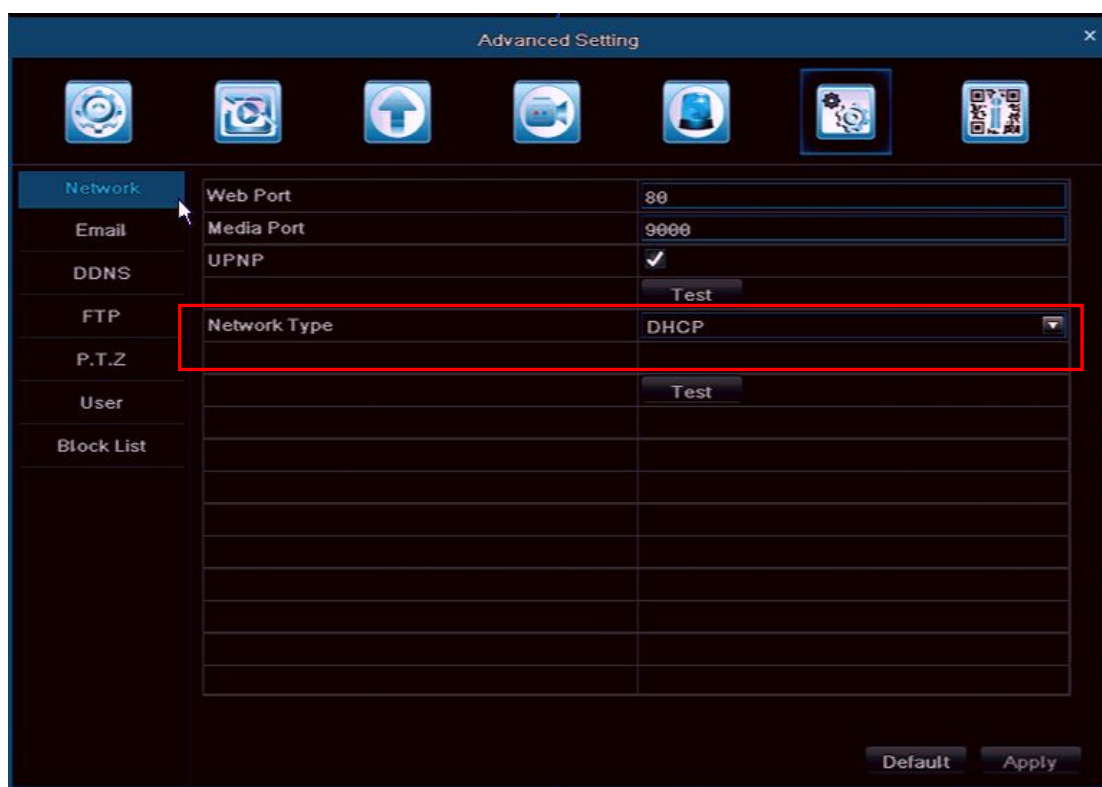 Advanced Setting
Network
Email
DDNS
FTP
P.T.Z
User
Block List
Web Port 80
Media Port 9000
UPNP
Test
Network Type DHCP
Test
Default Apply